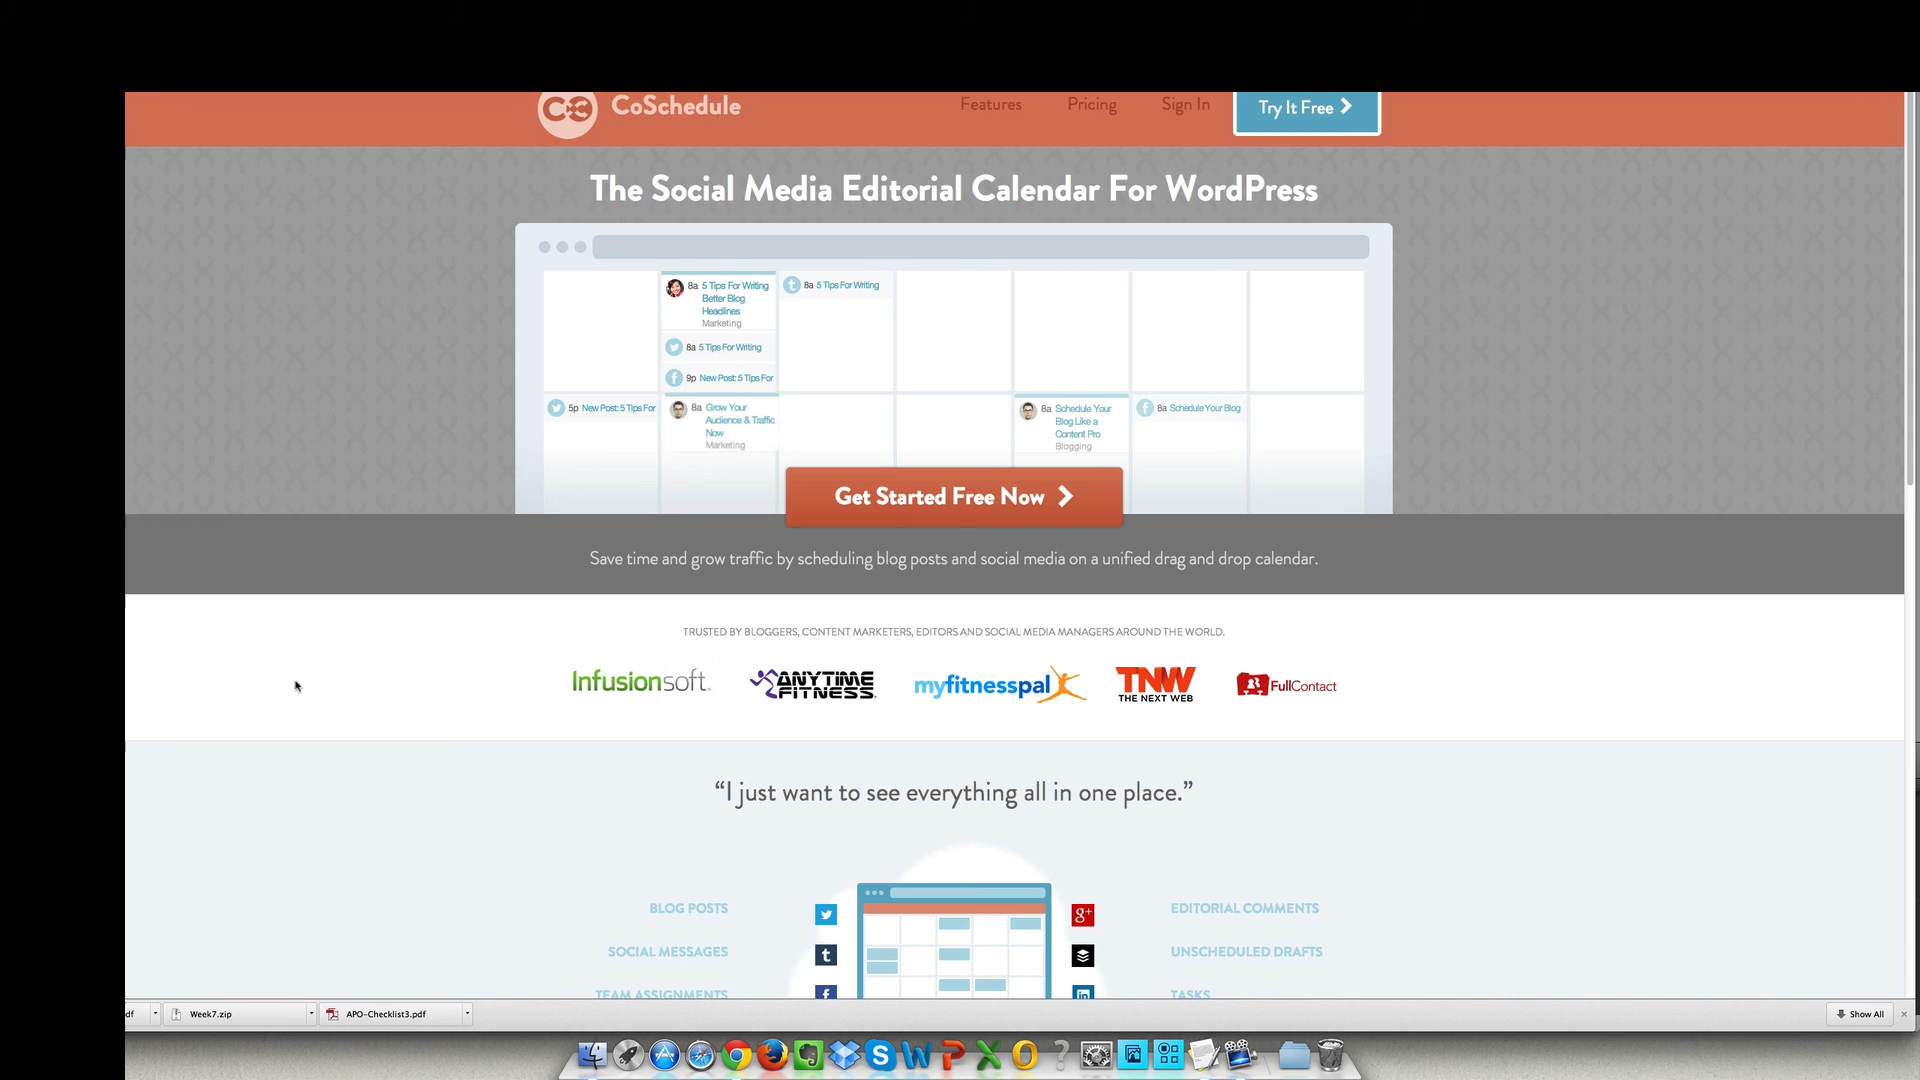 CoSchedule
Features
Pricing
Sign In
Try It Free
The Social Media Editorial Calendar For WordPress
8a 5 Tips For Writing
Better Blog
Headlines
Marketing
8a 5 Tips For Writing
9p New Post: 5 Tips For
8a 5 Tips For Writing
5p New Post: 5 Tips For
8a Grow Your
Audience & Traffic
Now
Marketing
8a Schedule Your
Blog Like a
Content Pro
Blogging
8a Schedule Your Blog
Get Started Free Now
Save time and grow traffic by scheduling blog posts and social media on a unified drag and drop calendar.
TRUSTED BY BLOGGERS, CONTENT MARKETERS, EDITORS AND SOCIAL MEDIA MANAGERS AROUND THE WORLD.
Infusionsoft.
ANYTIME
FITNESS.
myfitnesspal
TNW
THE NEXT WEB
FullContact
“I just want to see everything all in one place.”
BLOG POSTS
SOCIAL MESSAGES
TEAM ASSIGNMENTS
EDITORIAL COMMENTS
UNSCHEDULED DRAFTS
TASKS
df
Week7.zip
APO-Checklist3.pdf
Show All